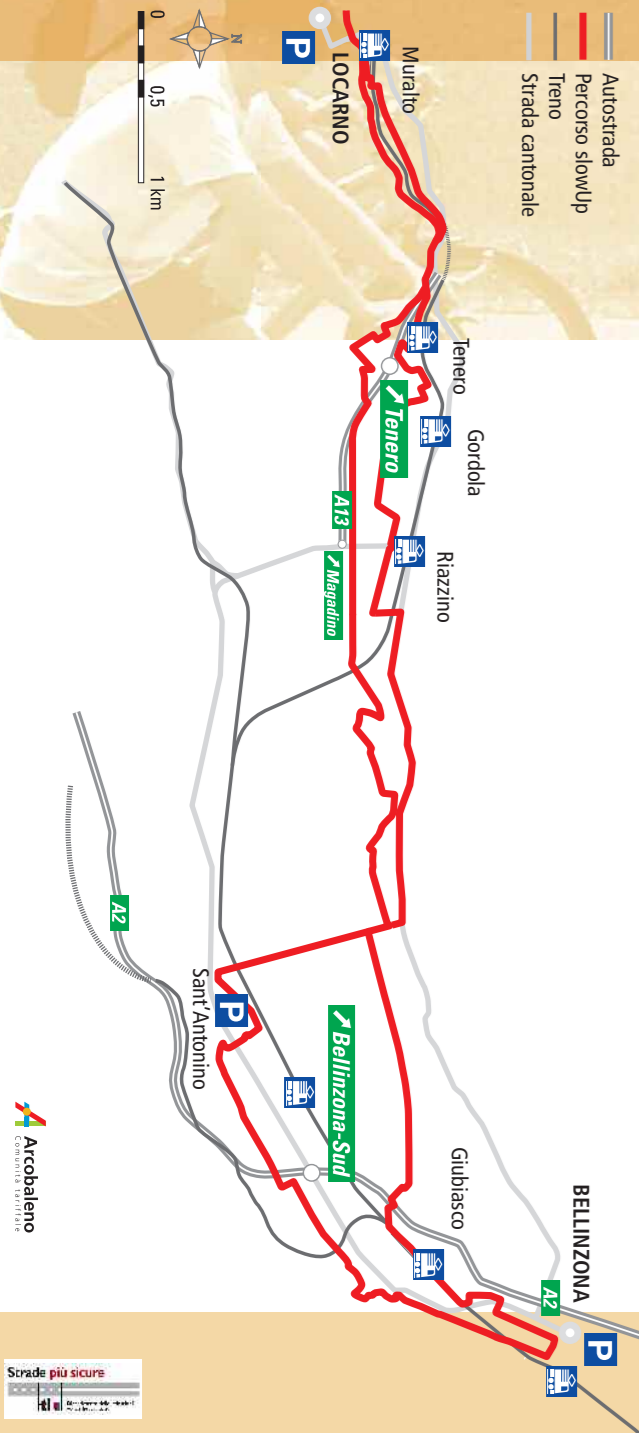 Autostrada
Percorso slowUp
Treno
Strada cantonale
N
0
0,5
1 km
P
LOCARNO
Muralto
Tenero
Tenero
Gordola
A13
Magadino
Riazzino
A2
Sant'Antonino
P
Bellinzona-Sud
Giubiasco
BELLINZONA
A2
P
Arcobaleno
Comunità tariffale
Strade più sicure